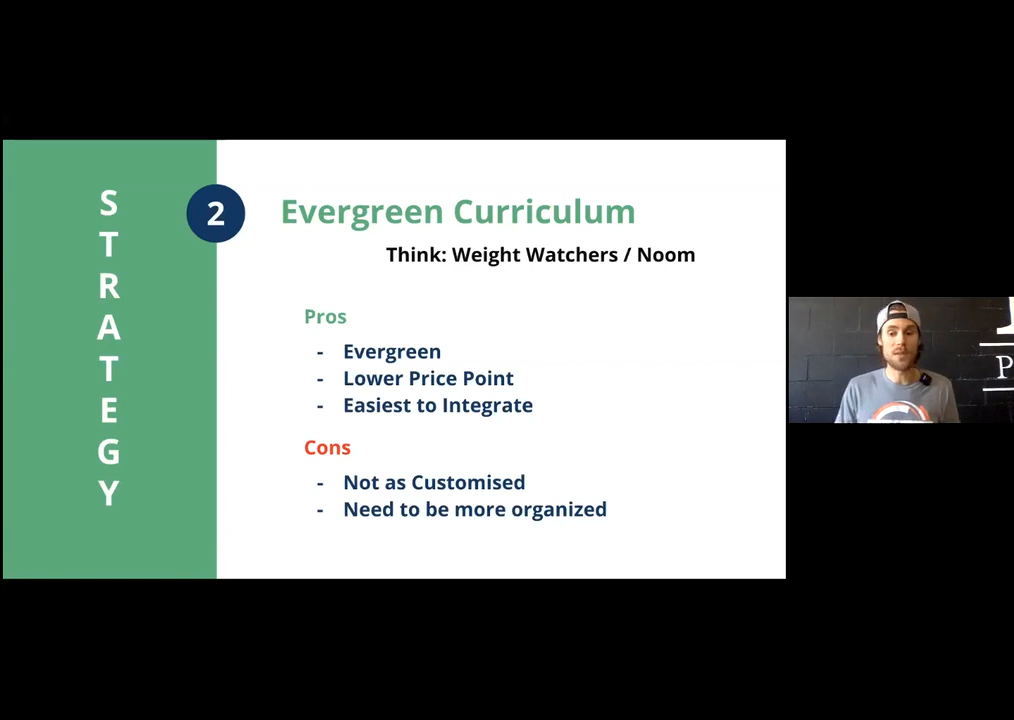 STRATEGY
2
Evergreen Curriculum
Think: Weight Watchers / Noom
Pros
- Evergreen
- Lower Price Point
- Easiest to Integrate
Cons
- Not as Customised
- Need to be more organized
P